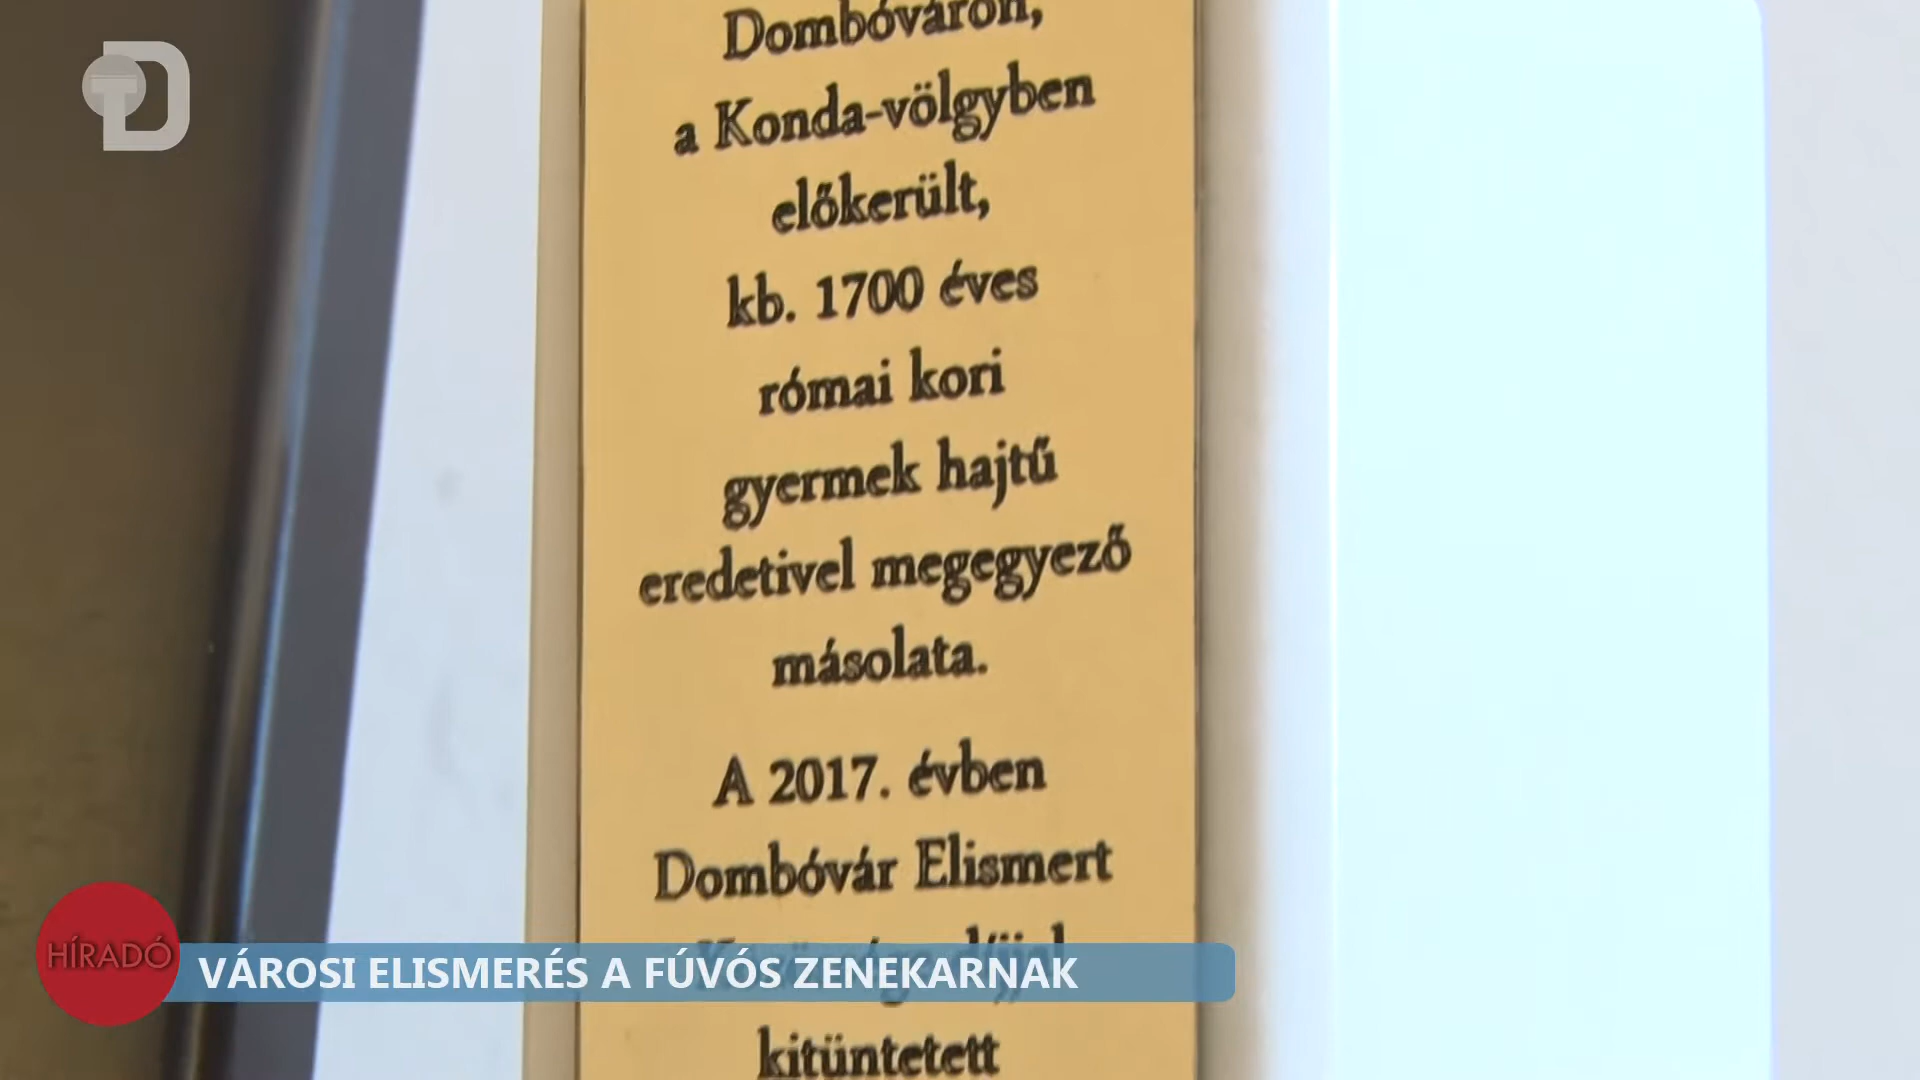 Dombóváron,
a Konda-völgyben
előkerült,
kb. 1700 éves
római kori
gyermek hajtű
eredetivel megegyező
másolata.
A 2017. évben
Dombóvár Elismert
HÍRADÓ
VÁROSI ELISMERÉS A FÚVÓS ZENEKARNAK
kitüntetett